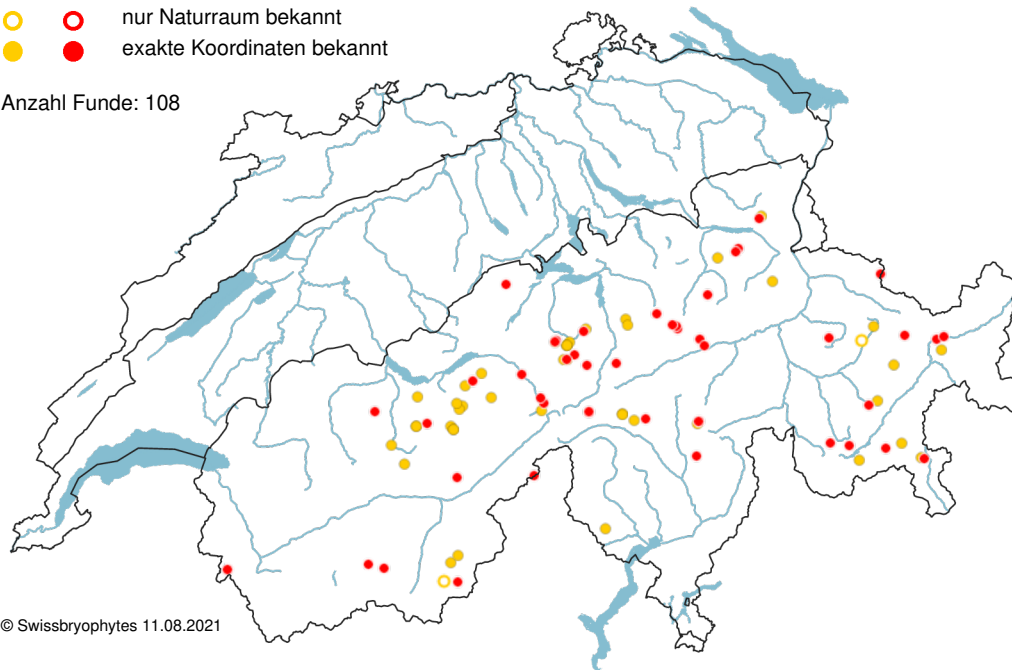 nur Naturraum bekannt
exakte Koordinaten bekannt
Anzahl Funde: 108
© Swissbryophytes 11.08.2021